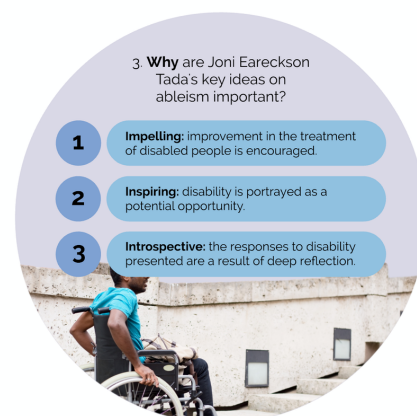 3. Why are Joni Eareckson
Tada's key ideas on
ableism important?
1
Impelling: improvement in the treatment
of disabled people is encouraged.
2
Inspiring: disability is portrayed as a
potential opportunity.
3
Introspective: the responses to disability
presented are a result of deep reflection.